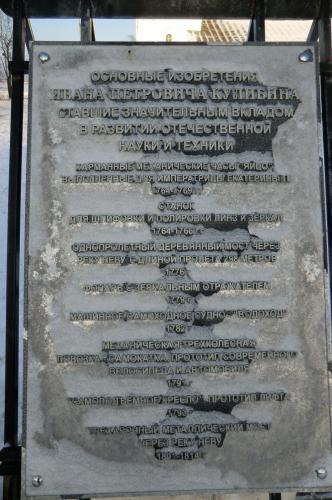 ОСНОВНЫЕ ИЗОБРЕТЕНИЯ
ИВАНА ПЕТРОВИЧА КУЛИБИНА
СТАВШИЕ ЗНАЧИТЕЛЬНЫМ ВКЛАДОМ
В РАЗВИТИИ ОТЕЧЕСТВЕННОЙ
НАУКИ И ТЕХНИКИ
КАРМАННЫЕ МЕХАНИЧЕСКИЕ ЧАСЫ "ЯЙЦО",
ВЫПОЛНЕННЫЕ ДЛЯ ИМПЕРАТРИЦЫ ЕКАТЕРИНЫ II
1764-1769
СТАНОК
ДЛЯ ШЛИФОВКИ И ПОЛИРОВКИ ЛИНЗ И ЗЕРКАЛ
1764-1766
ОДНОПРОЛЕТНЫЙ ДЕРЕВЯННЫЙ МОСТ ЧЕРЕЗ
РЕКУ НЕВУ С ДЛИНОЙ ПРОЛЕТА 298 МЕТРОВ
1776
ФОНАРЬ С ЗЕРКАЛЬНЫМ ОТРАЖАТЕЛЕМ
МАШИННОЕ САМОХОДНОЕ СУДНО "ВОДОХОД"
1782
МЕХАНИЧЕСКАЯ ТРЕХКОЛЕСНАЯ
ПОВОЗКА-САМОКАТКА, ПРОТОТИП СОВРЕМЕННОГО
ВЕЛОСИПЕДА И АВТОМОБИЛЯ
"САМОПОДЪЕМНОЕ КРЕСЛО", ПРОТОТИП ЛИФТА
1793 г
ТРЕХАРОЧНЫЙ МЕТАЛЛИЧЕСКИЙ МОСТ
ЧЕРЕЗ РЕКУ НЕВУ
1801-1814